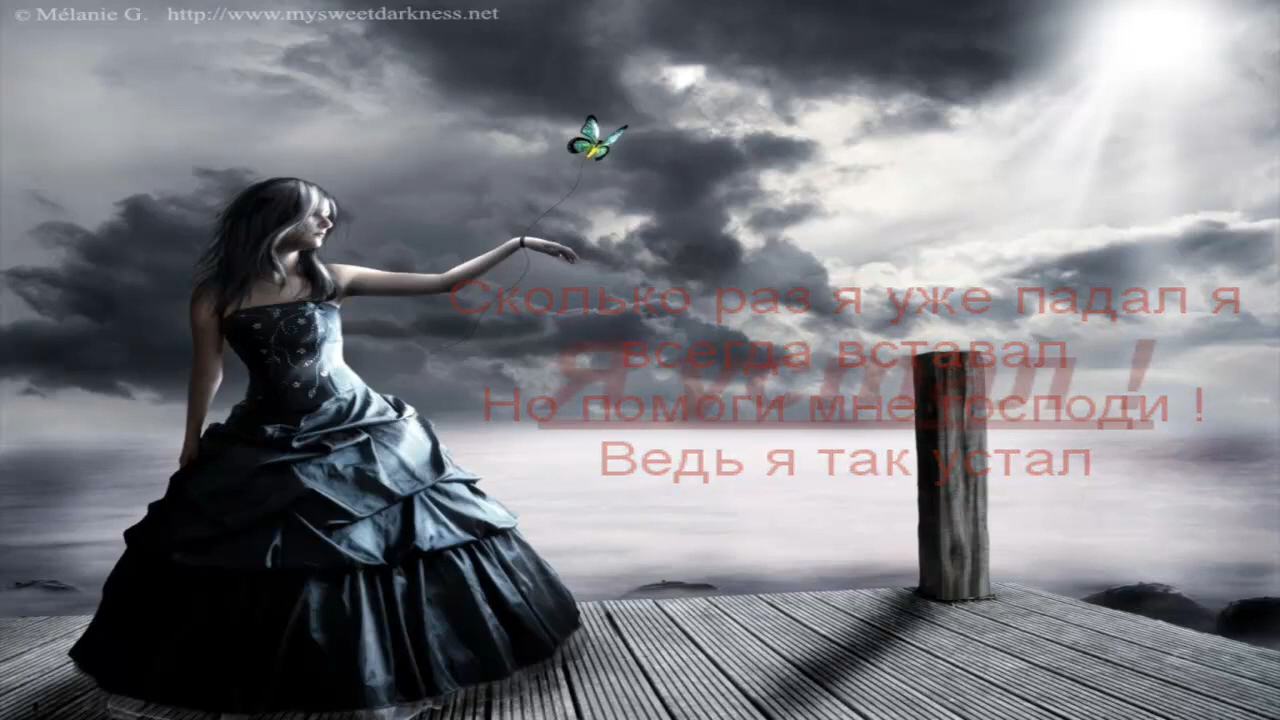 © Mélanie G. http://www.mysweetdarkness.net
Сколько раз я уже падал я
всегда вставал
Но помоги мне господи !
Ведь я так устал